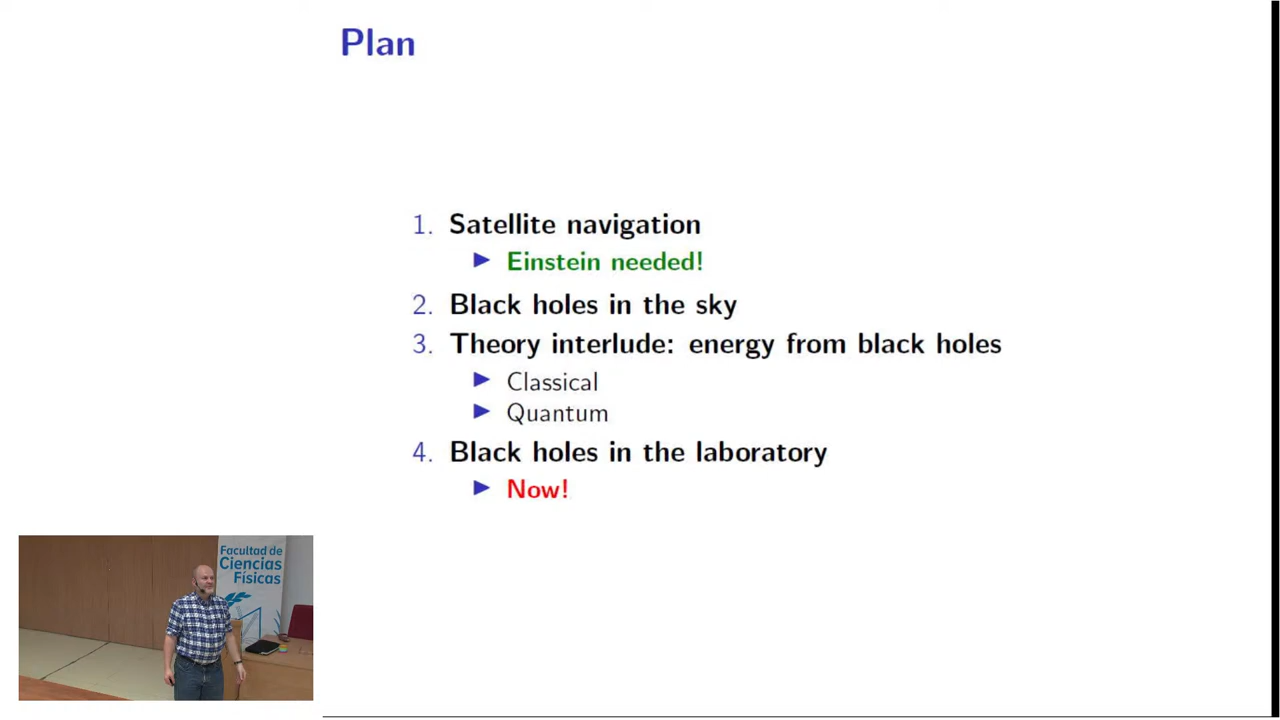 Plan
1. Satellite navigation
▶ Einstein needed!
2. Black holes in the sky
3. Theory interlude: energy from black holes
▶ Classical
▶ Quantum
4. Black holes in the laboratory
▶ Now!
Facultad de
Ciencias
Físicas